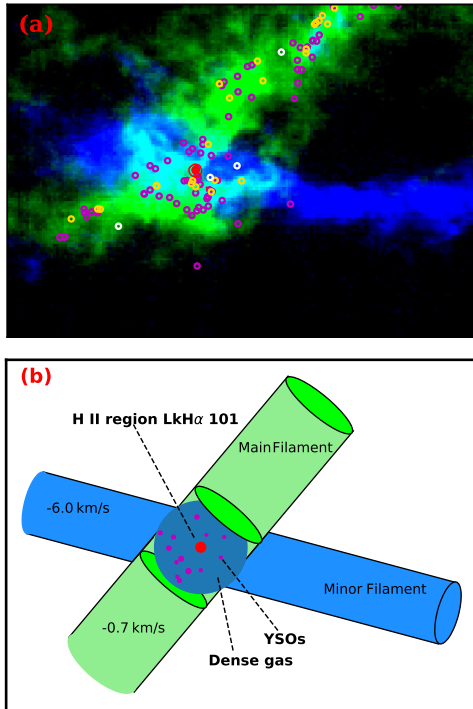 (a)
(b)
H II region LkHα 101
Main Filament
-6.0 km/s
Minor Filament
-0.7 km/s
YSOs
Dense gas